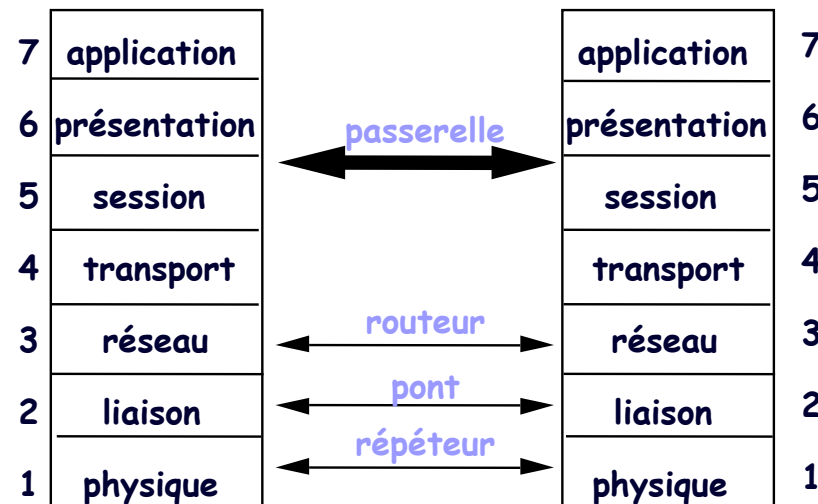 7 application application 7
6 présentation passerelle présentation 6
5 session session 5
4 transport transport 4
3 réseau routeur réseau 3
2 liaison pont liaison 2
1 physique répéteur physique 1